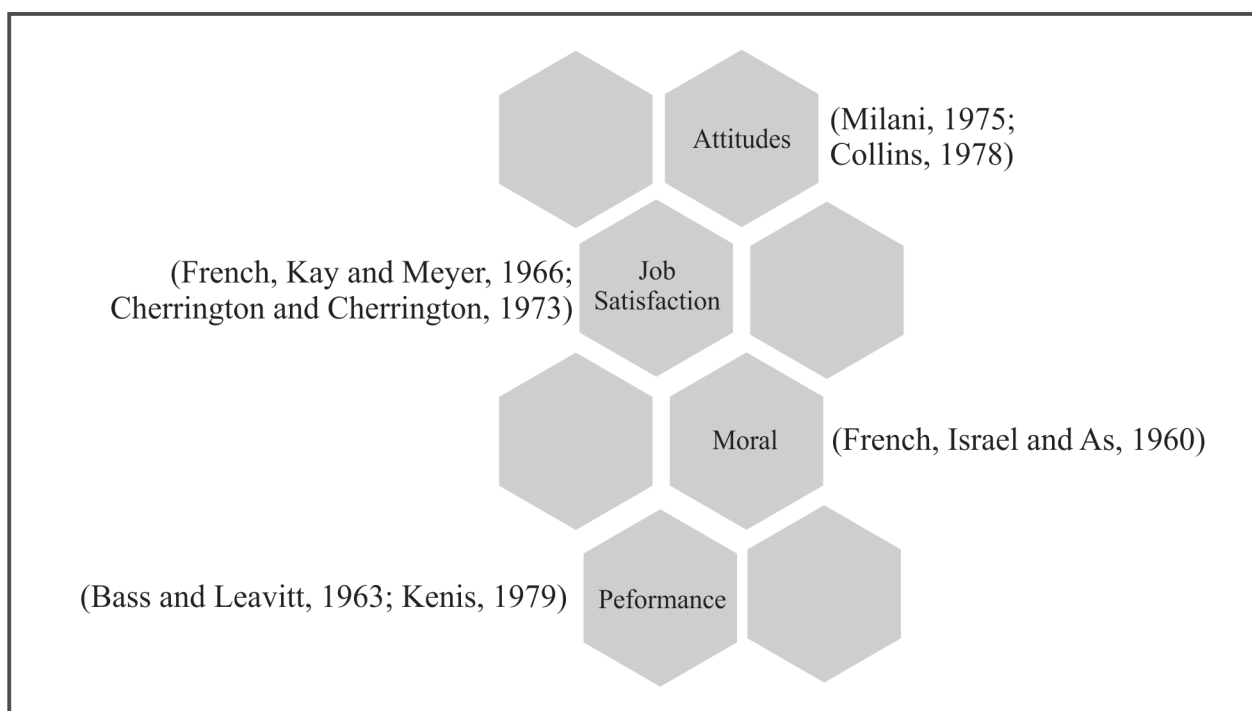 Attitudes
(Milani, 1975;
Collins, 1978)
(French, Kay and Meyer, 1966;
Cherrington and Cherrington, 1973)
Job
Satisfaction
Moral
(French, Israel and As, 1960)
(Bass and Leavitt, 1963; Kenis, 1979)
Peformance